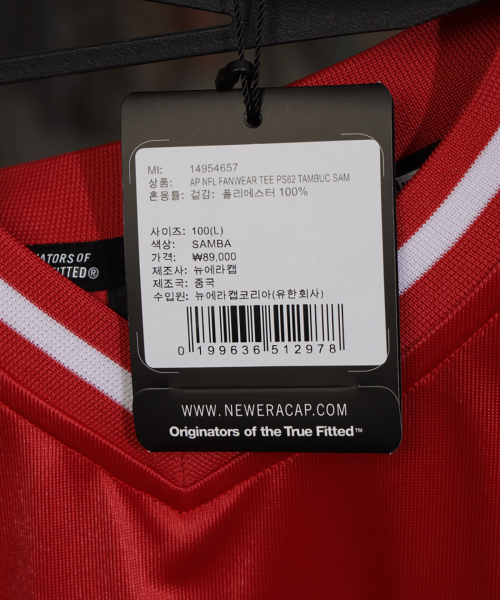 MI: 14954657
상품: AP NFL FANWEAR TEE PS62 TAMBUC SAM
혼용률: 겉감: 폴리에스터 100%
사이즈: 100(L)
색상: SAMBA
가격: ₩89,000
제조사: 뉴에라캡
제조국: 중국
수입원: 뉴에라캡코리아(유한회사)
0 199636 512978
WWW.NEWERACAP.COM
Originators of the True Fitted™
ATORS OF
FITTED®